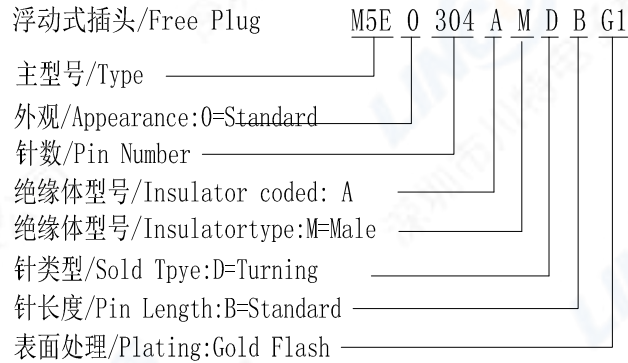 浮动式插头/Free Plug M5E 0 304 A M D B G1
主型号/Type
外观/Appearance:0=Standard
针数/Pin Number
绝缘体型号/Insulator coded: A
绝缘体型号/Insulatortype:M=Male
针类型/Sold Tpye:D=Turning
针长度/Pin Length:B=Standard
表面处理/Plating:Gold Flash